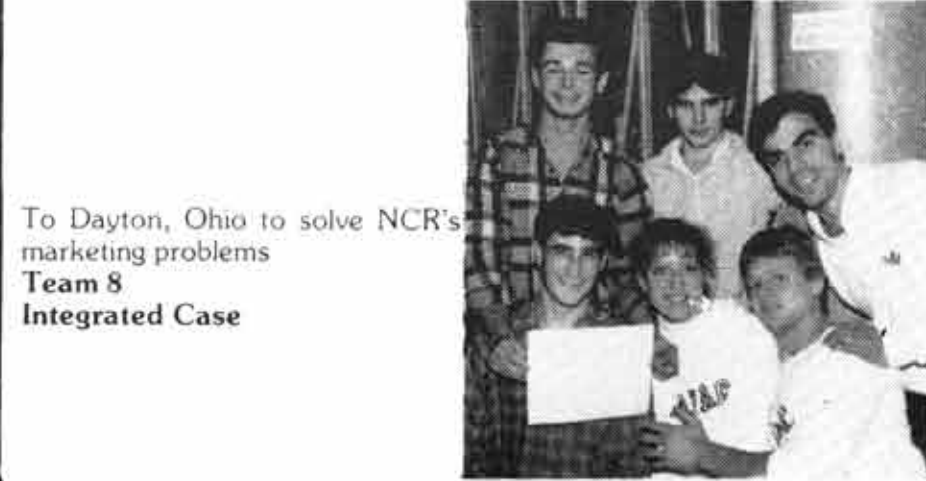 To Dayton, Ohio to solve NCR's
marketing problems
Team 8
Integrated Case